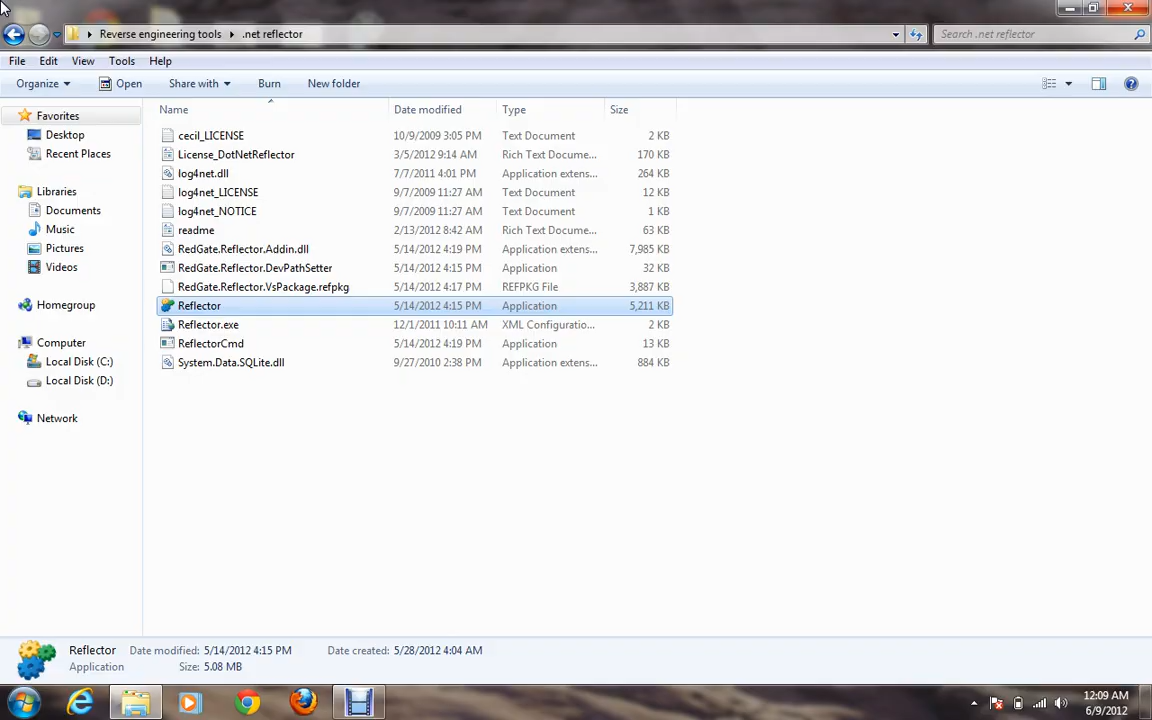 Reverse engineering tools
.net reflector
Search .net reflector
File Edit View Tools Help
Organize Open Share with Burn New folder
Name Date modified Type Size
Favorites
Desktop
Recent Places
Libraries
Documents
Music
Pictures
Videos
Homegroup
Computer
Local Disk (C:)
Local Disk (D:)
Network
cecil_LICENSE 10/9/2009 3:05 PM Text Document 2 KB
License_DotNetReflector 3/5/2012 9:14 AM Rich Text Docume... 170 KB
log4net.dll 7/7/2011 4:01 PM Application extens... 264 KB
log4net_LICENSE 9/7/2009 11:27 AM Text Document 12 KB
log4net_NOTICE 9/7/2009 11:27 AM Text Document 1 KB
readme 2/13/2012 8:42 AM Rich Text Docume... 63 KB
RedGate.Reflector.Addin.dll 5/14/2012 4:19 PM Application extens... 7,985 KB
RedGate.Reflector.DevPathSetter 5/14/2012 4:15 PM Application 32 KB
RedGate.Reflector.VsPackage.refpkg 5/14/2012 4:17 PM REFPKG File 3,887 KB
Reflector 5/14/2012 4:15 PM Application 5,211 KB
Reflector.exe 12/1/2011 10:11 AM XML Configuratio... 2 KB
ReflectorCmd 5/14/2012 4:19 PM Application 13 KB
System.Data.SQLite.dll 9/27/2010 2:38 PM Application extens... 884 KB
Reflector Date modified: 5/14/2012 4:15 PM Date created: 5/28/2012 4:04 AM
Application Size: 5.08 MB
12:09 AM
6/9/2012